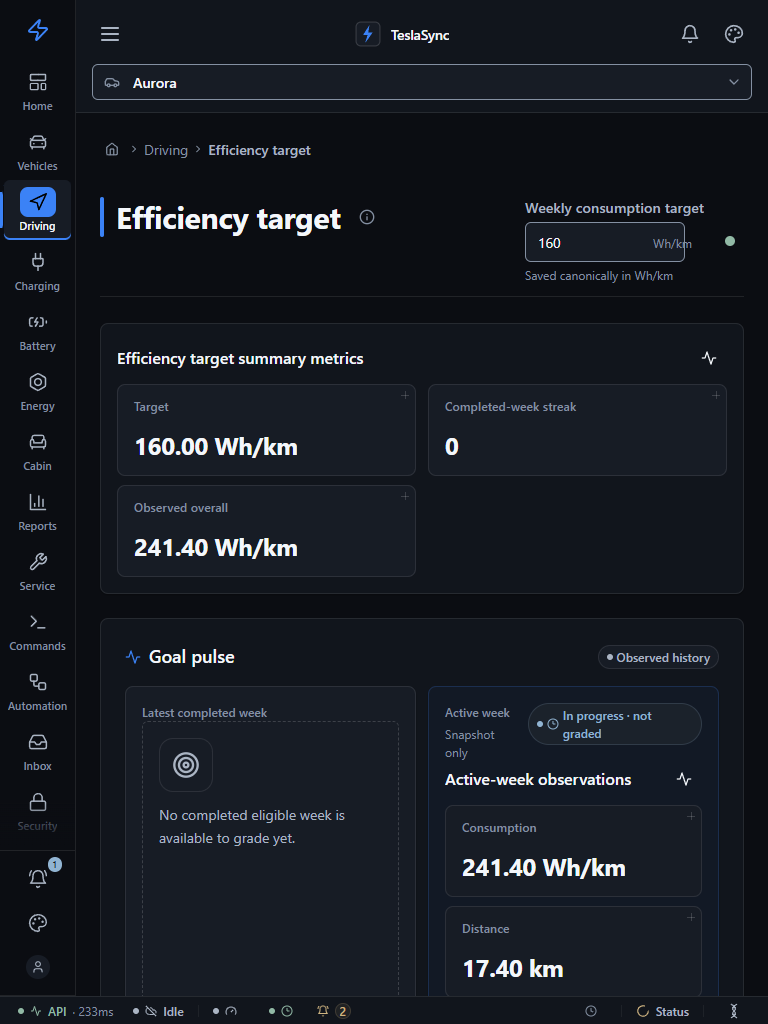 TeslaSync
Aurora
Home
Vehicles
Driving
Charging
Battery
Energy
Cabin
Reports
Service
Commands
Automation
Inbox
Security
1
Driving
Efficiency target
Efficiency target
Weekly consumption target
160 Wh/km
Saved canonically in Wh/km
Efficiency target summary metrics
Target
160.00 Wh/km
Completed-week streak
0
Observed overall
241.40 Wh/km
Goal pulse
Observed history
Latest completed week
No completed eligible week is
available to grade yet.
Active week
Snapshot
only
In progress · not
graded
Active-week observations
Consumption
241.40 Wh/km
Distance
17.40 km
API · 233ms
Idle
2
Status